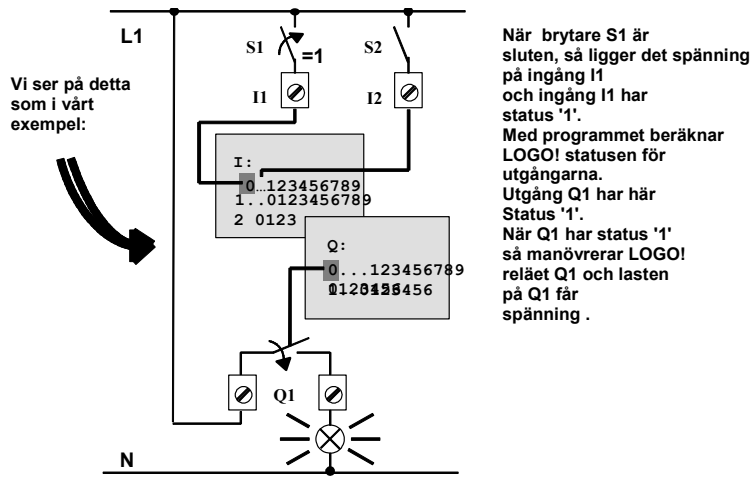 L1
S1
=1
S2
I1
I2
Vi ser på detta
som i vårt
exempel:
I:
0...123456789
1..0123456789
2 0123
Q:
0...123456789
Q1
N
När brytare S1 är
sluten, så ligger det spänning
på ingång I1
och ingång I1 har
status '1'.
Med programmet beräknar
LOGO! statusen för
utgångarna.
Utgång Q1 har här
Status '1'.
När Q1 har status '1'
så manövrerar LOGO!
reläet Q1 och lasten
på Q1 får
spänning .